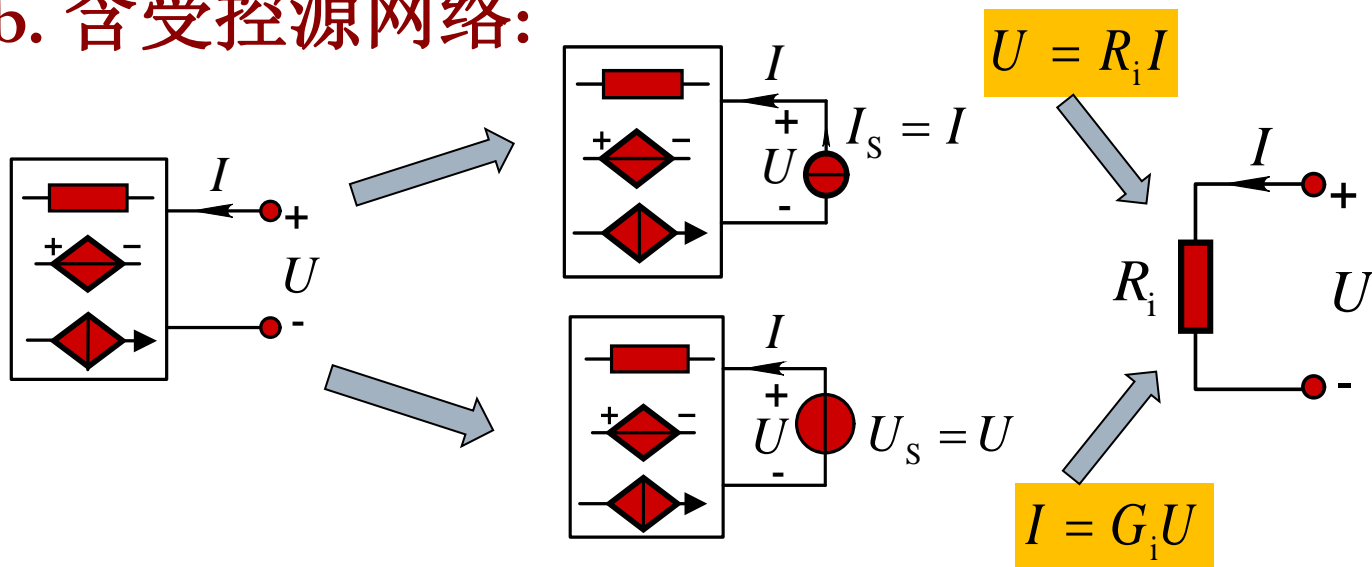 b. 含受控源网络:
I
+
U
-
+ -
I
+
U
-
I_S = I
+ -
U = R_i I
I
+
U
-
U_S = U
+ -
I = G_i U
I
+
R_i
U
-